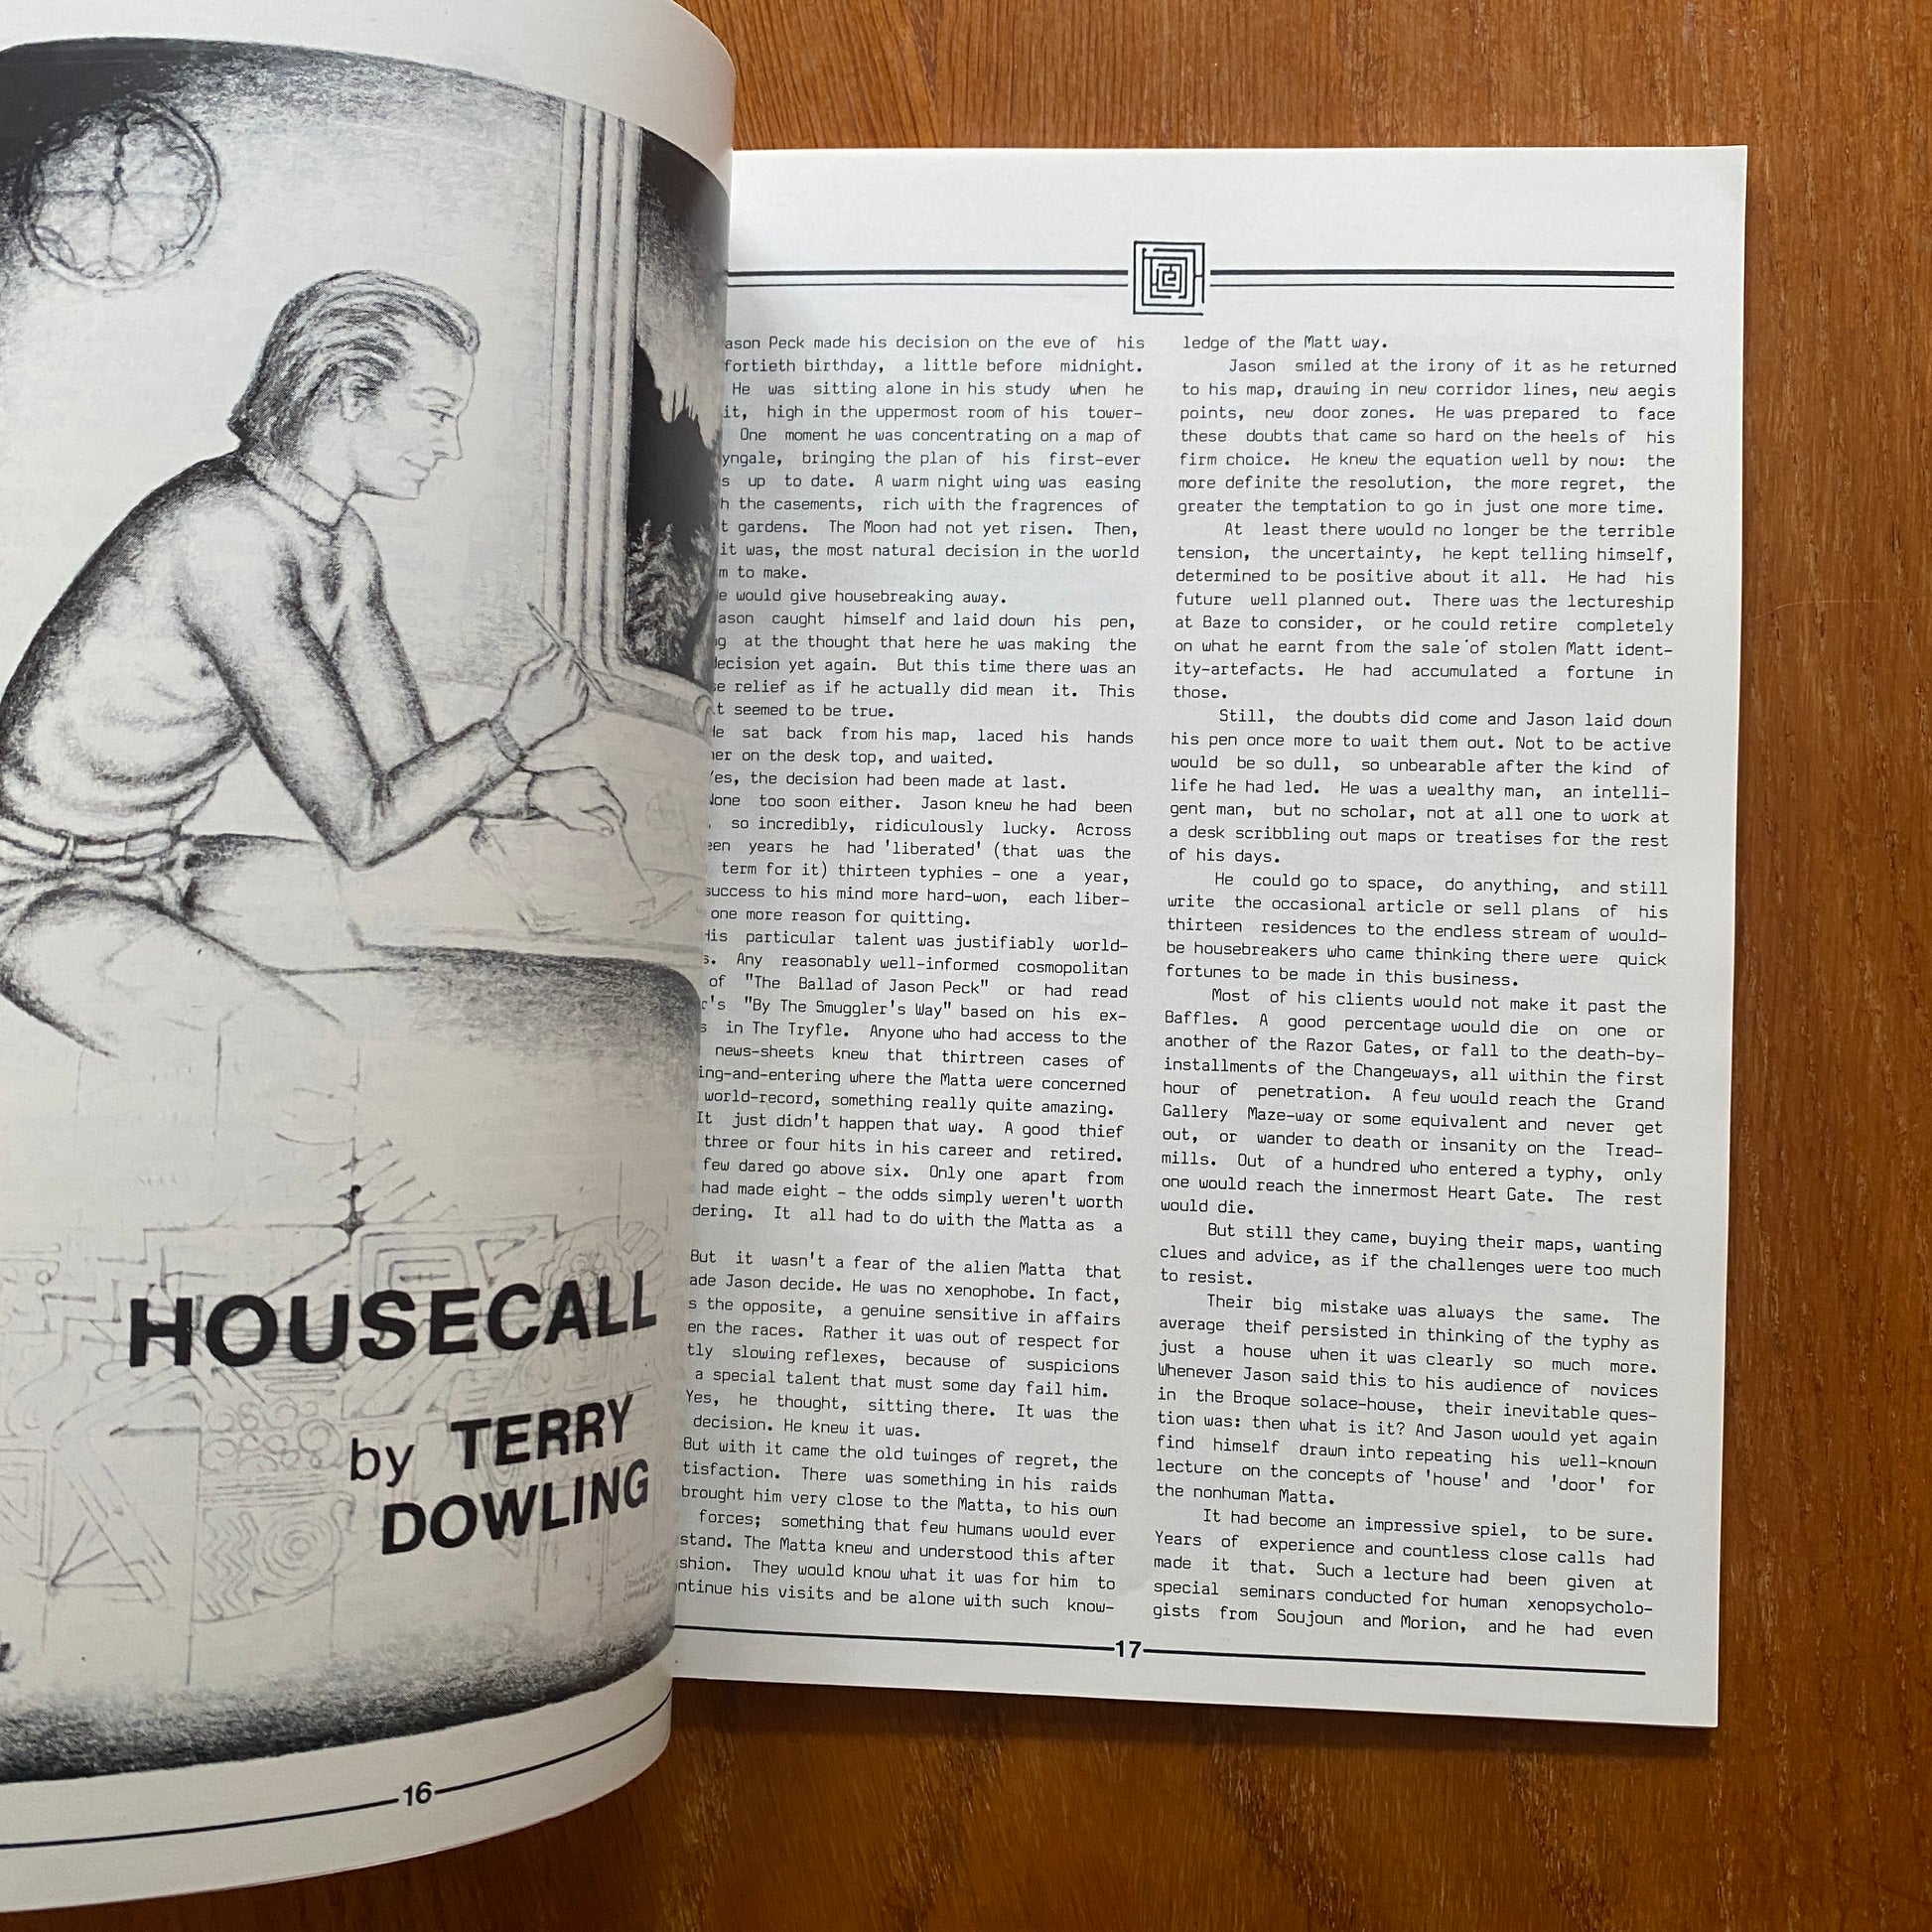 HOUSECALL
by TERRY
DOWLING
16
Peck made his decision on the eve of his
fortieth birthday, a little before midnight.
He was sitting alone in his study when he
it, high in the uppermost room of his tower-
One moment he was concentrating on a map of
bringing the plan of his first-ever
up to date. A warm night wing was easing
the casements, rich with the fragrences of
gardens. The Moon had not yet risen. Then,
it was, the most natural decision in the world
to make.
would give housebreaking away.
caught himself and laid down his pen,
at the thought that here he was making the
decision yet again. But this time there was an
relief as if he actually did mean it. This
seemed to be true.
sat back from his map, laced his hands
on the desk top, and waited.
the decision had been made at last.
too soon either. Jason knew he had been
so incredibly, ridiculously lucky. Across
years he had 'liberated' (that was the
term for it) thirteen typhies - one a year,
success to his mind more hard-won, each liber-
one more reason for quitting.
His particular talent was justifiably world-
Any reasonably well-informed cosmopolitan
of "The Ballad of Jason Peck" or had read
"By The Smuggler's Way" based on his ex-
in The Tryfle. Anyone who had access to the
news-sheets knew that thirtreen cases of
ing-and-entering where the Matta were concerned
world-record, something really quite amazing.
It just didn't happen that way. A good thief
three or four hits in his career and retired.
few dared go above six. Only one apart from
had made eight - the odds simply weren't worth
dering. It all had to do with the Matta as a
But it wasn't a fear of the alien Matta that
ade Jason decide. He was no xenophobe. In fact,
the opposite, a genuine sensitive in affairs
en the races. Rather it was out of respect for
tly slowing reflexes, because of suspicions
a special talent that must some day fail him.
Yes, he thought, sitting there. It was the
decision. He knew it was.
But with it came the old twinges of regret, the
tisfaction. There was something in his raids
brought him very close to the Matta, to his own
forces; something that few humans would ever
stand. The Matta knew and understood this after
shion. They would know what it was for him to
ntinue his visits and be alone with such know-
ledge of the Matt way.
Jason smiled at the irony of it as he returned
to his map, drawing in new corridor lines, new aegis
points, new door zones. He was prepared to face
these doubts that came so hard on the heels of his
firm choice. He knew the equation well by now: the
more definite the resolution, the more regret, the
greater the temptation to go in just one more time.
At least there would no longer be the terrible
tension, the uncertainty, he kept telling himself,
determined to be positive about it all. He had his
future well planned out. There was the lectureship
at Baze to consider, or he could retire completely
on what he earnt from the sale of stolen Matt ident-
ity-artefacts. He had accumulated a fortune in
those.
Still, the doubts did come and Jason laid down
his pen once more to wait them out. Not to be active
would be so dull, so unbearable after the kind of
life he had led. He was a wealthy man, an intelli-
gent man, but no scholar, not at all one to work at
a desk scribbling out maps or treatises for the rest
of his days.
He could go to space, do anything, and still
write the occasional article or sell plans of his
thirteen residences to the endless stream of would-
be housebreakers who came thinking there were quick
fortunes to be made in this business.
Most of his clients would not make it past the
Baffles. A good percentage would die on one or
another of the Razor Gates, or fall to the death-by-
installments of the Changeways, all within the first
hour of penetration. A few would reach the Grand
Gallery Maze-way or some equivalent and never get
out, or wander to death or insanity on the Tread-
mills. Out of a hundred who entered a typhy, only
one would reach the innermost Heart Gate. The rest
would die.
But still they came, buying their maps, wanting
clues and advice, as if the challenges were too much
to resist.
Their big mistake was always the same. The
average theif persisted in thinking of the typhy as
just a house when it was clearly so much more.
Whenever Jason said this to his audience of novices
in the Broque solace-house, their inevitable ques-
tion was: then what is it? And Jason would yet again
find himself drawn into repeating his well-known
lecture on the concepts of 'house' and 'door' for
the nonhuman Matta.
It had become an impressive spiel, to be sure.
Years of experience and countless close calls had
made it that. Such a lecture had been given at
special seminars conducted for human xenopsycholo-
gists from Soujoun and Morion, and he had even
17